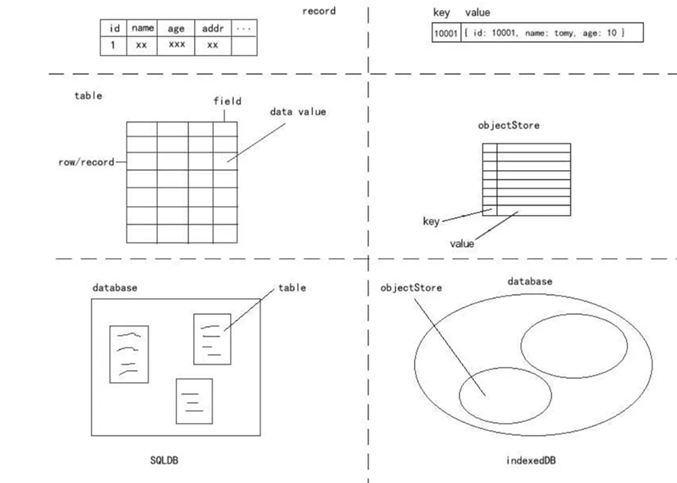 record
id name age addr ...
1 xx xxx xx
key value
10001 { id: 10001, name: tomy, age: 10 }
table
field
data value
row/record
objectStore
key
value
database
table
SQLDB
objectStore
database
indexedDB